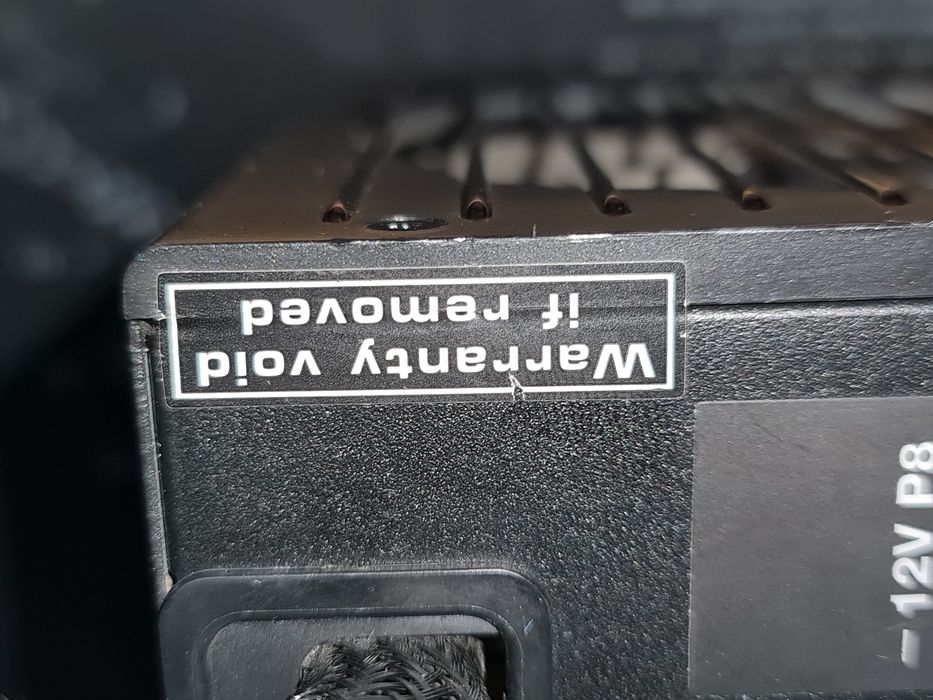 Warranty void
if removed
– 12V P8